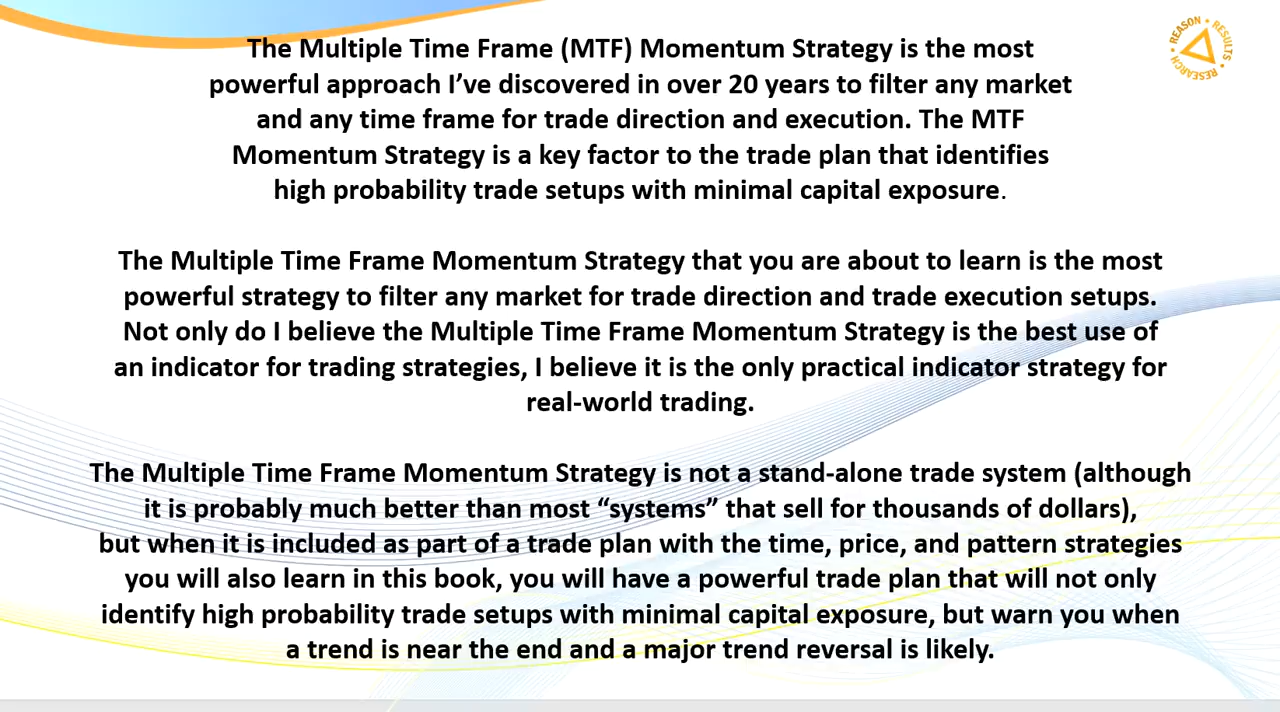 The Multiple Time Frame (MTF) Momentum Strategy is the most
powerful approach I’ve discovered in over 20 years to filter any market
and any time frame for trade direction and execution. The MTF
Momentum Strategy is a key factor to the trade plan that identifies
high probability trade setups with minimal capital exposure.
The Multiple Time Frame Momentum Strategy that you are about to learn is the most
powerful strategy to filter any market for trade direction and trade execution setups.
Not only do I believe the Multiple Time Frame Momentum Strategy is the best use of
an indicator for trading strategies, I believe it is the only practical indicator strategy for
real-world trading.
The Multiple Time Frame Momentum Strategy is not a stand-alone trade system (although
it is probably much better than most “systems” that sell for thousands of dollars),
but when it is included as part of a trade plan with the time, price, and pattern strategies
you will also learn in this book, you will have a powerful trade plan that will not only
identify high probability trade setups with minimal capital exposure, but warn you when
a trend is near the end and a major trend reversal is likely.
REASON • RESULTS • RESEARCH •